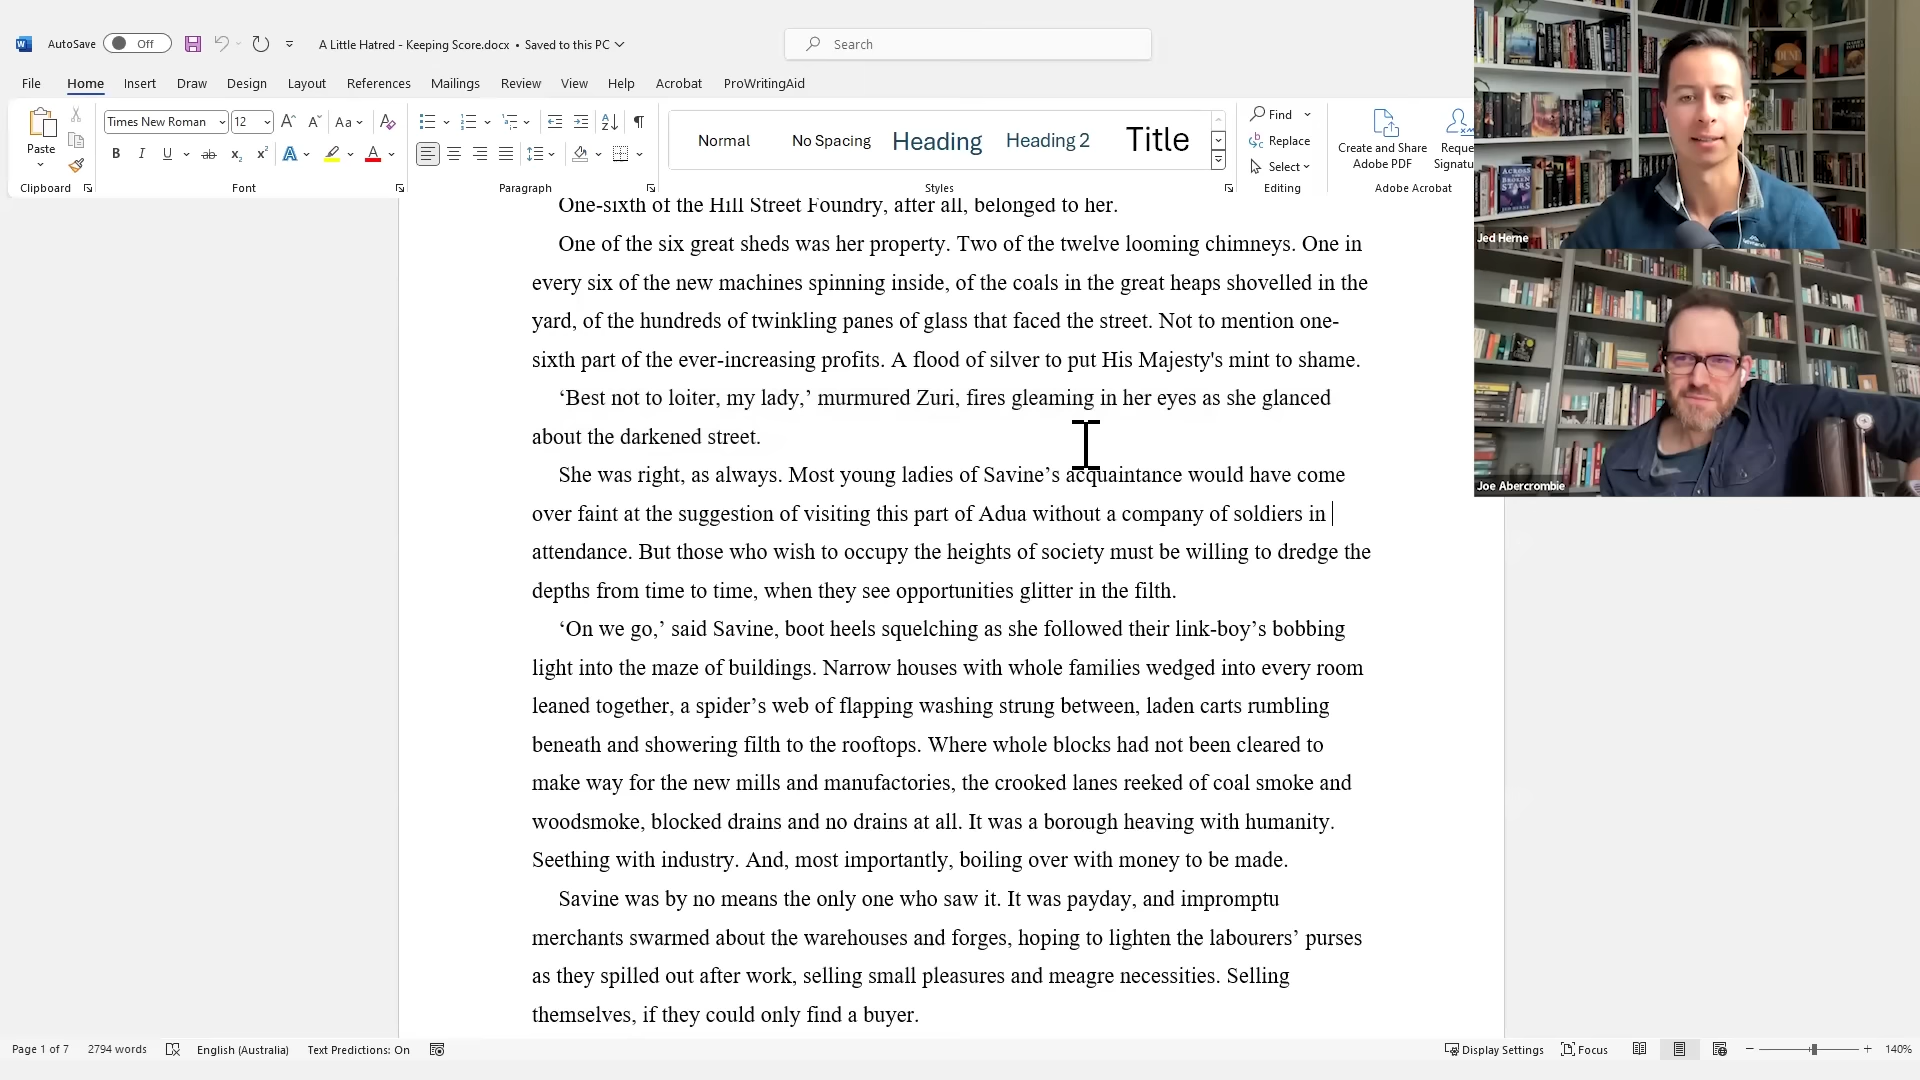 AutoSave Off A Little Hatred - Keeping Score.docx • Saved to this PC Search
File Home Insert Draw Design Layout References Mailings Review View Help Acrobat ProWritingAid
Paste
Clipboard
Times New Roman 12
Font
Paragraph
Normal No Spacing Heading Heading 2 Title
Styles
Find
Replace
Select
Editing
Create and Share
Adobe PDF
Reque
Signatu
Adobe Acrobat
One-sixth of the Hill Street Foundry, after all, belonged to her.
One of the six great sheds was her property. Two of the twelve looming chimneys. One in
every six of the new machines spinning inside, of the coals in the great heaps shovelled in the
yard, of the hundreds of twinkling panes of glass that faced the street. Not to mention one-
sixth part of the ever-increasing profits. A flood of silver to put His Majesty's mint to shame.
‘Best not to loiter, my lady,’ murmured Zuri, fires gleaming in her eyes as she glanced
about the darkened street.
She was right, as always. Most young ladies of Savine’s acquaintance would have come
over faint at the suggestion of visiting this part of Adua without a company of soldiers in
attendance. But those who wish to occupy the heights of society must be willing to dredge the
depths from time to time, when they see opportunities glitter in the filth.
‘On we go,’ said Savine, boot heels squelching as she followed their link-boy’s bobbing
light into the maze of buildings. Narrow houses with whole families wedged into every room
leaned together, a spider’s web of flapping washing strung between, laden carts rumbling
beneath and showering filth to the rooftops. Where whole blocks had not been cleared to
make way for the new mills and manufactories, the crooked lanes reeked of coal smoke and
woodsmoke, blocked drains and no drains at all. It was a borough heaving with humanity.
Seething with industry. And, most importantly, boiling over with money to be made.
Savine was by no means the only one who saw it. It was payday, and impromptu
merchants swarmed about the warehouses and forges, hoping to lighten the labourers’ purses
as they spilled out after work, selling small pleasures and meagre necessities. Selling
themselves, if they could only find a buyer.
Page 1 of 7 2794 words English (Australia) Text Predictions: On Display Settings Focus 140%
DUNE
ACROSS
THE
BROKEN
STARS
JED HERNE
Jed Herne
Joe Abercrombie